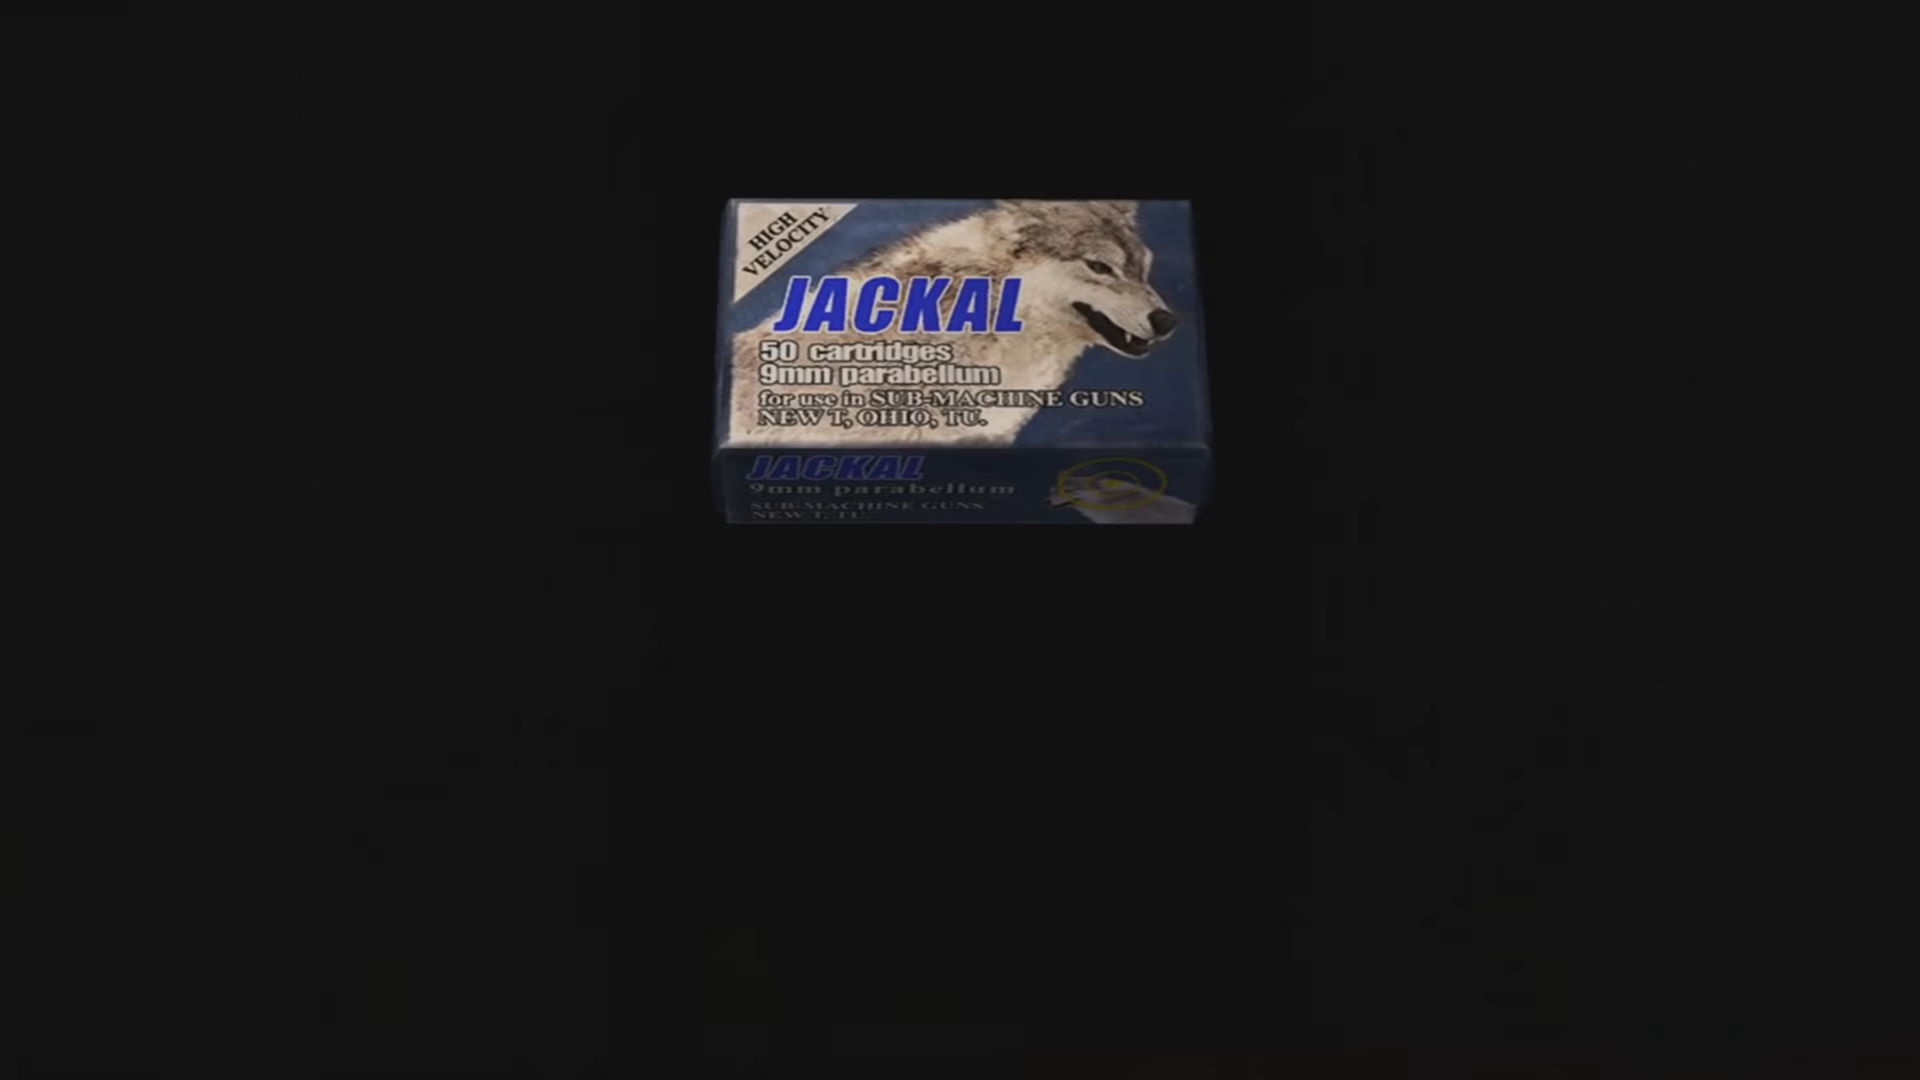 HIGH
VELOCITY
JACKAL
50 cartridges
9mm parabellum
for use in SUB-MACHINE GUNS
NEW T, OHIO, TU.
JACKAL
9mm parabellum
SUB-MACHINE GUNS
NEW T, TU.